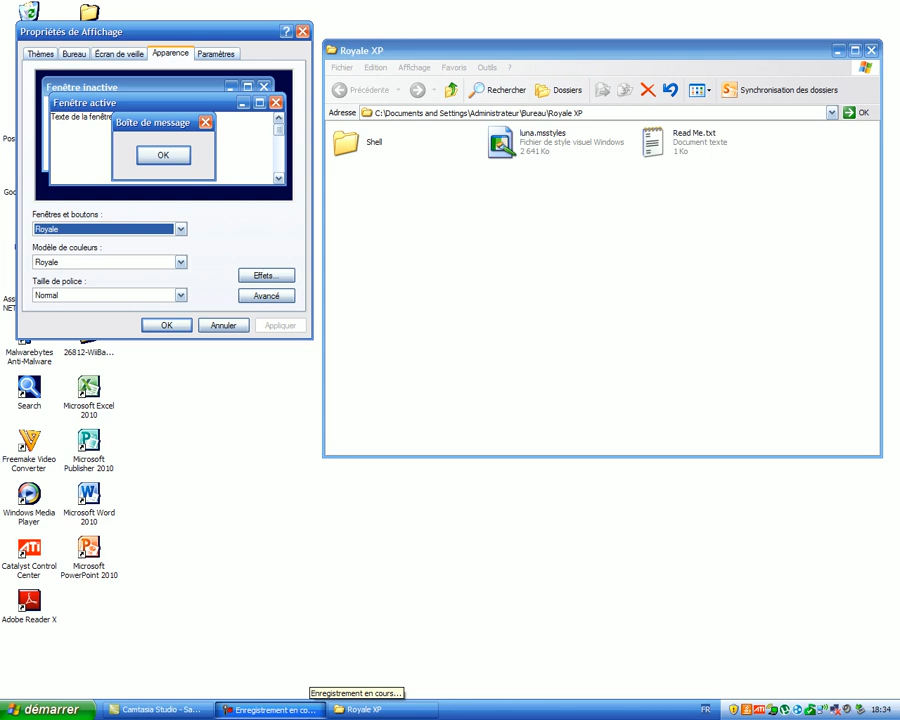 Propriétés de Affichage
Thèmes
Bureau
Écran de veille
Apparence
Paramètres
Fenêtre inactive
Fenêtre active
Texte de la fenêtre
Boîte de message
OK
Fenêtres et boutons :
Royale
Modèle de couleurs :
Royale
Effets...
Taille de police :
Normal
Avancé
OK
Annuler
Appliquer
Royale XP
Fichier
Edition
Affichage
Favoris
Outils
?
Précédente
Rechercher
Dossiers
Synchronisation des dossiers
Adresse
C:\Documents and Settings\Administrateur\Bureau\Royale XP
OK
Shell
luna.msstyles
Fichier de style visuel Windows
2 641 Ko
Read Me.txt
Document texte
1 Ko
Pos
Goo
Ass
NET
Malwarebytes
Anti-Malware
26812-WiiBa...
Search
Microsoft Excel
2010
Freemake Video
Converter
Microsoft
Publisher 2010
Windows Media
Player
Microsoft Word
2010
Catalyst Control
Center
Microsoft
PowerPoint 2010
Adobe Reader X
Enregistrement en cours...
démarrer
Camtasia Studio - Sa...
Enregistrement en co...
Royale XP
FR
18:34